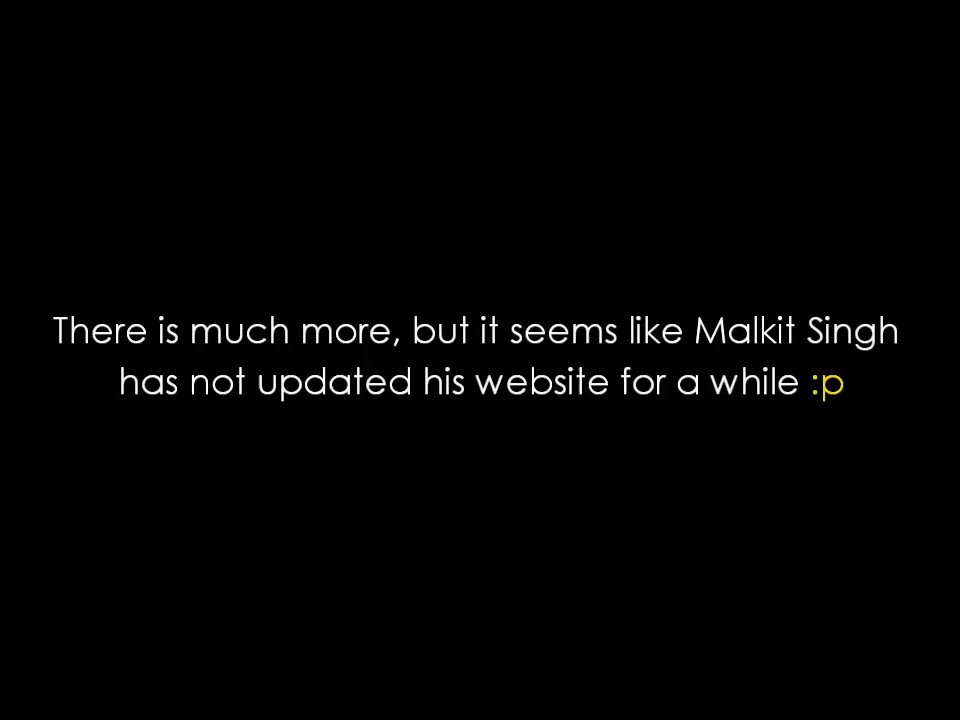 There is much more, but it seems like Malkit Singh
has not updated his website for a while :p